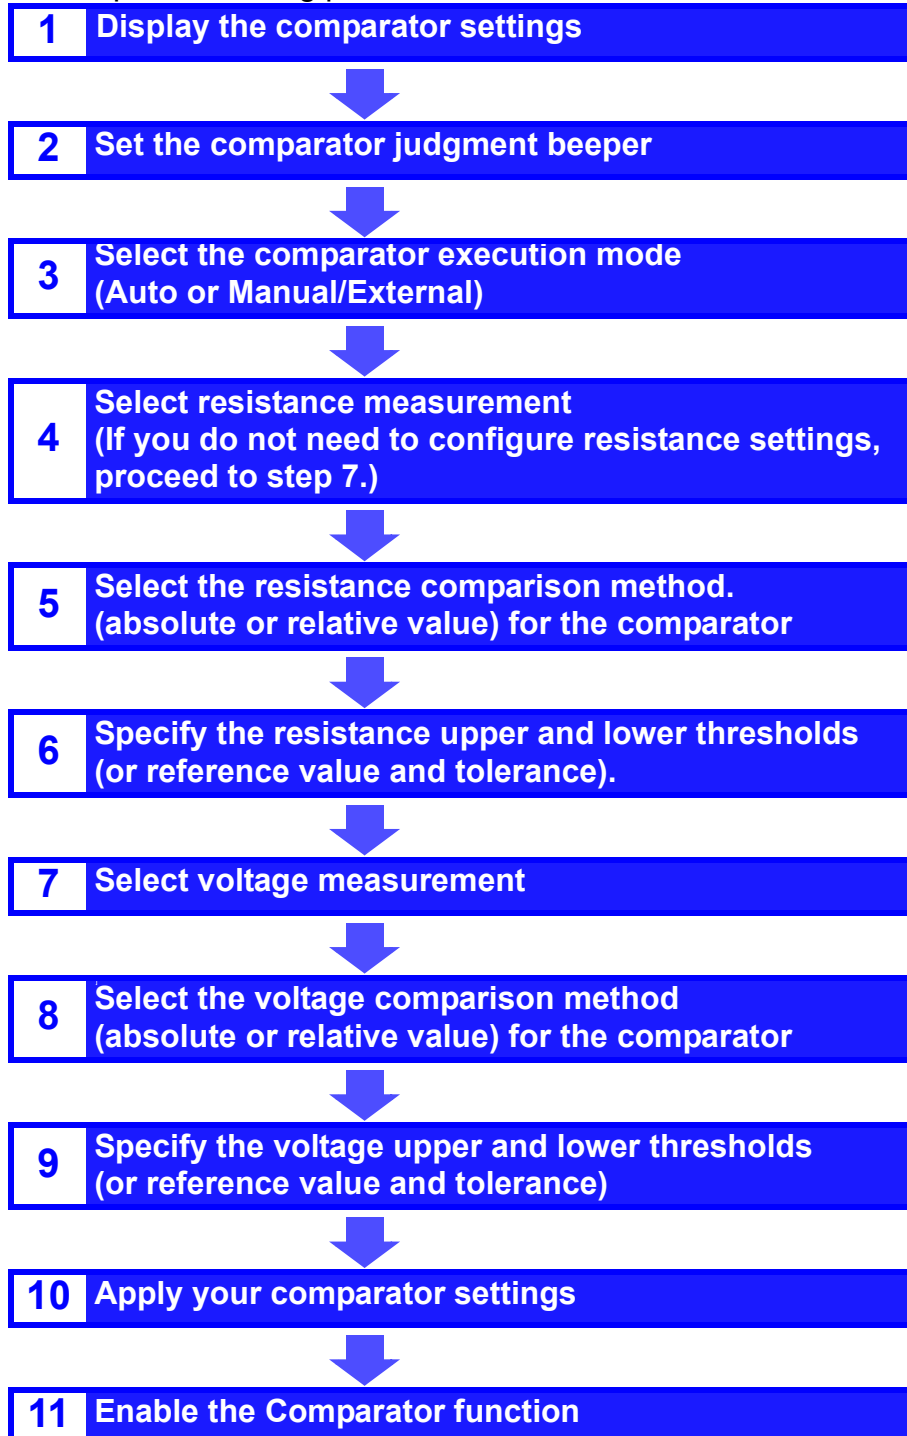 1 Display the comparator settings
2 Set the comparator judgment beeper
3 Select the comparator execution mode
(Auto or Manual/External)
4 Select resistance measurement
(If you do not need to configure resistance settings,
proceed to step 7.)
5 Select the resistance comparison method.
(absolute or relative value) for the comparator
6 Specify the resistance upper and lower thresholds
(or reference value and tolerance).
7 Select voltage measurement
8 Select the voltage comparison method
(absolute or relative value) for the comparator
9 Specify the voltage upper and lower thresholds
(or reference value and tolerance)
10 Apply your comparator settings
11 Enable the Comparator function